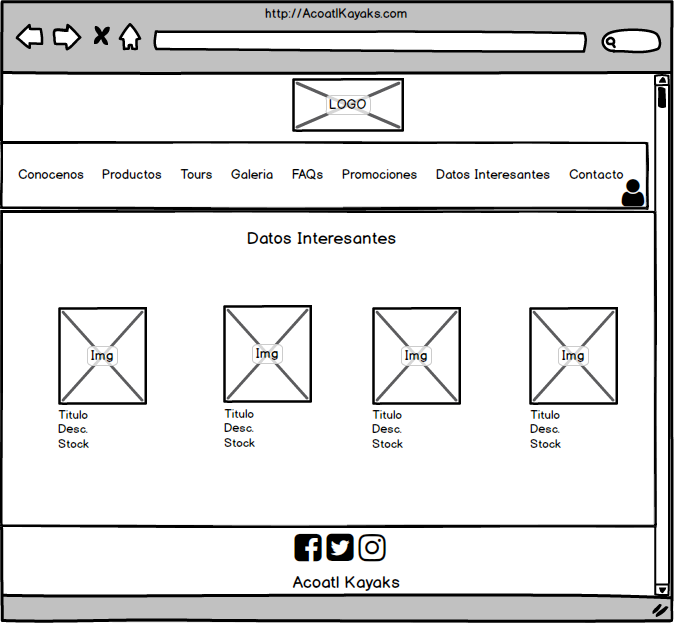 http://AcoatlKayaks.com
LOGO
Conocenos Productos Tours Galeria FAQs Promociones Datos Interesantes Contacto
Datos Interesantes
Img Img Img Img
Titulo Titulo Titulo Titulo
Desc. Desc. Desc. Desc.
Stock Stock Stock Stock
Acoatl Kayaks